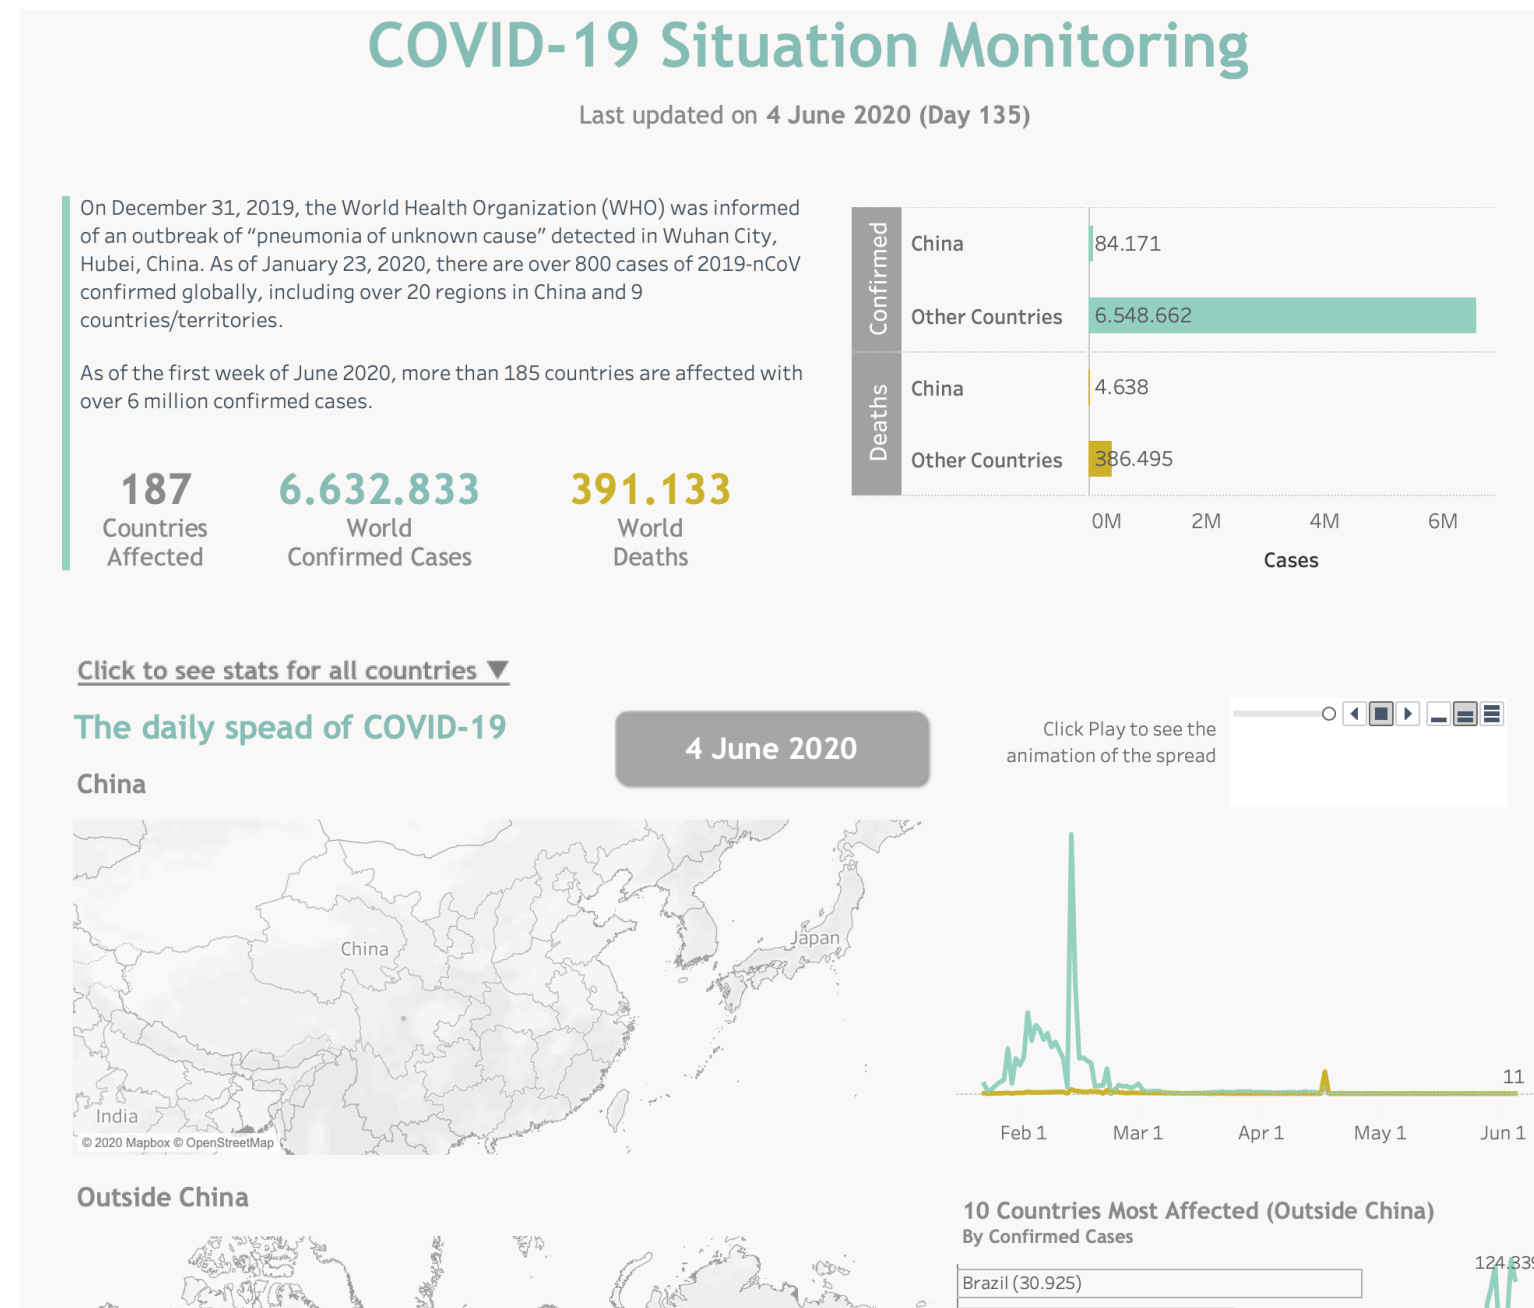 COVID-19 Situation Monitoring
Last updated on 4 June 2020 (Day 135)
On December 31, 2019, the World Health Organization (WHO) was informed
of an outbreak of “pneumonia of unknown cause” detected in Wuhan City,
Hubei, China. As of January 23, 2020, there are over 800 cases of 2019-nCoV
confirmed globally, including over 20 regions in China and 9
countries/territories.
As of the first week of June 2020, more than 185 countries are affected with
over 6 million confirmed cases.
187
Countries
Affected
6.632.833
World
Confirmed Cases
391.133
World
Deaths
Confirmed
China
84.171
Other Countries
6.548.662
Deaths
China
4.638
Other Countries
386.495
0M 2M 4M 6M
Cases
Click to see stats for all countries ▼
The daily spead of COVID-19
4 June 2020
Click Play to see the
animation of the spread
China
China
Japan
India
© 2020 Mapbox © OpenStreetMap
11
Feb 1 Mar 1 Apr 1 May 1 Jun 1
Outside China
10 Countries Most Affected (Outside China)
By Confirmed Cases
Brazil (30.925)
124.339